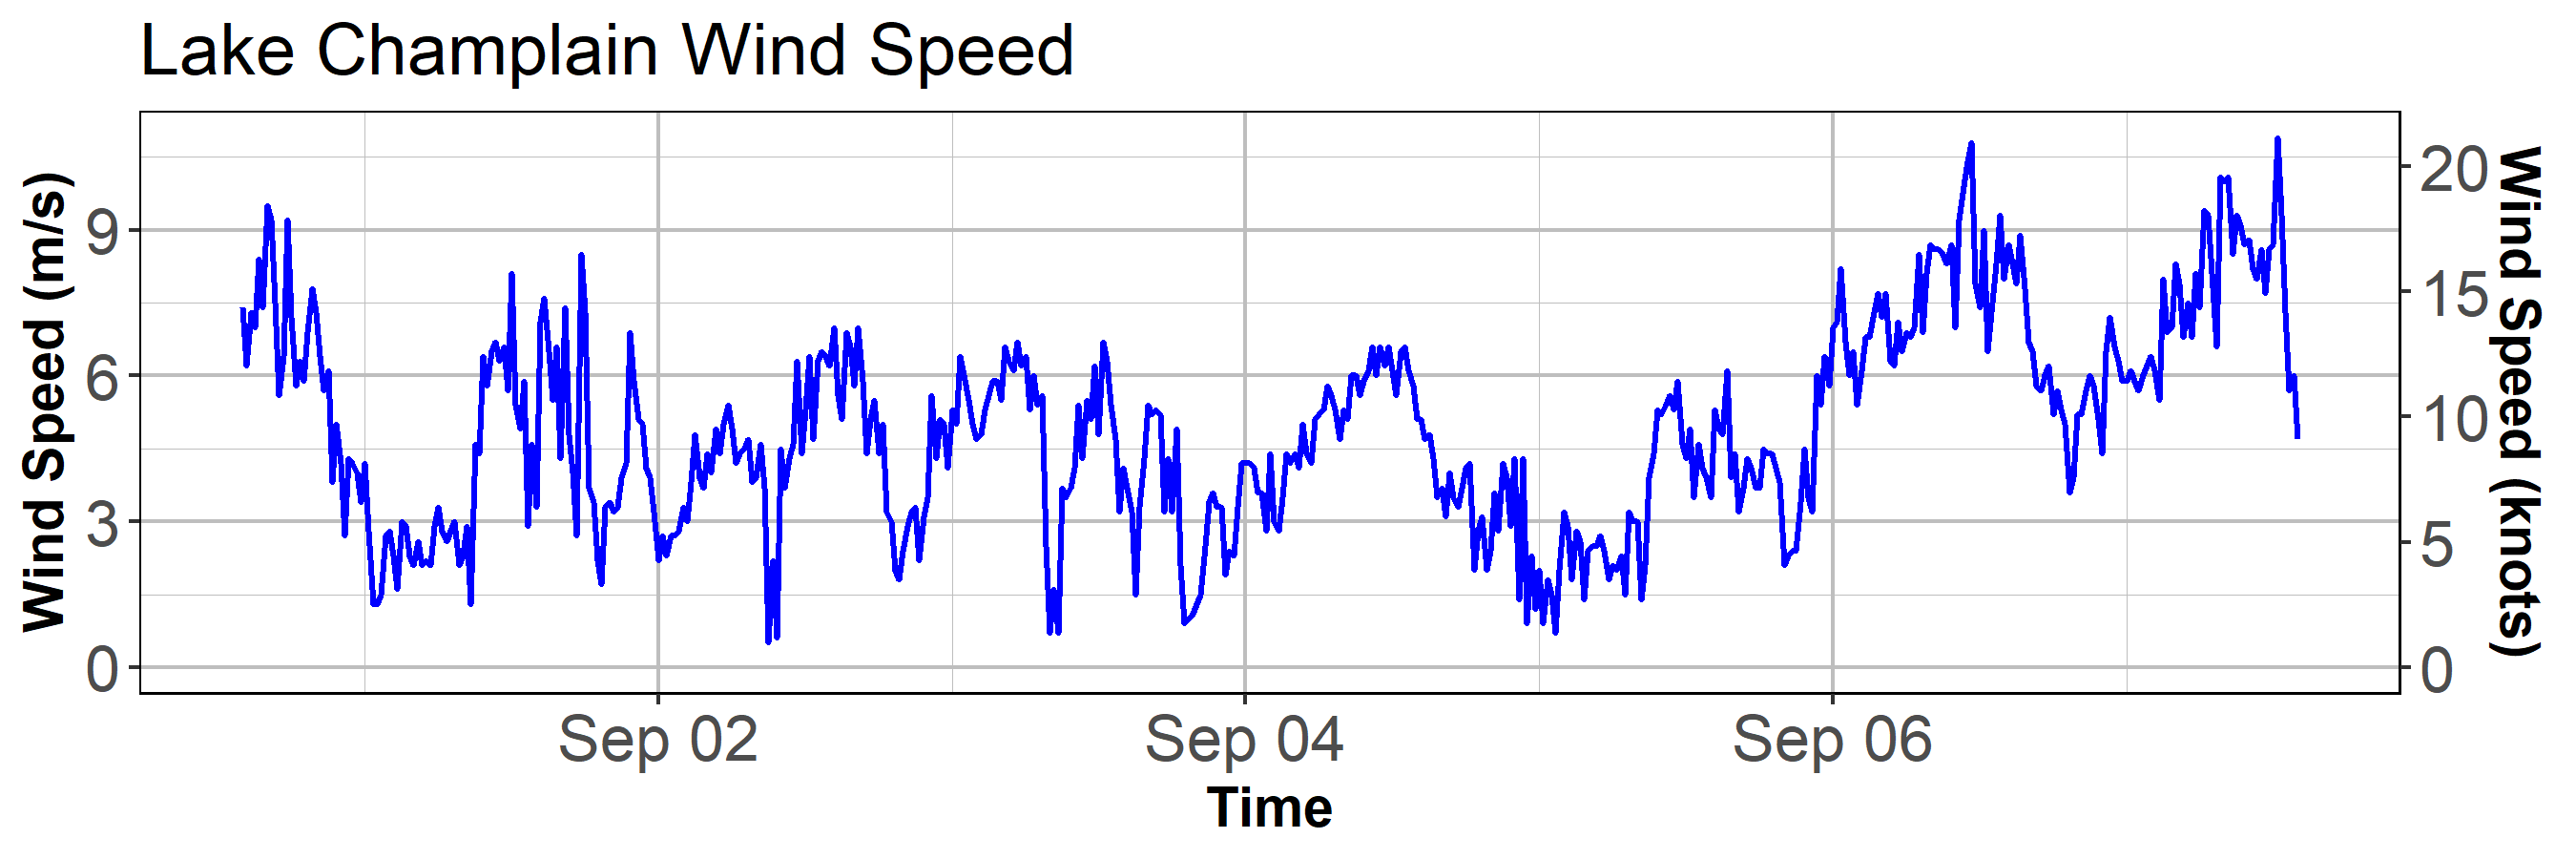 Lake Champlain Wind Speed
Wind Speed (m/s)
9
6
3
0
20
15
10
5
0
Wind Speed (knots)
Sep 02
Sep 04
Sep 06
Time